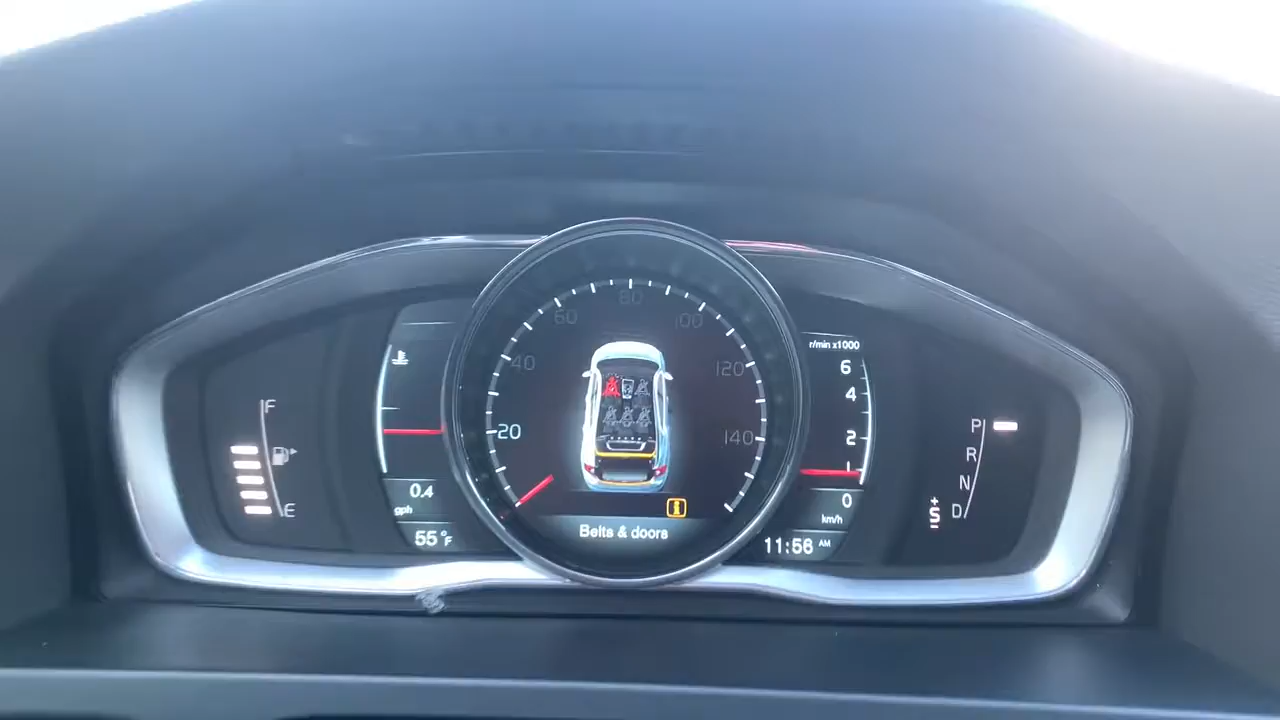 F
E
0.4
gph
55°F
20
40
60
80
100
120
140
Belts & doors
r/min x1000
6
4
2
1
0
km/h
11:56 AM
P
R
N
D
+S−